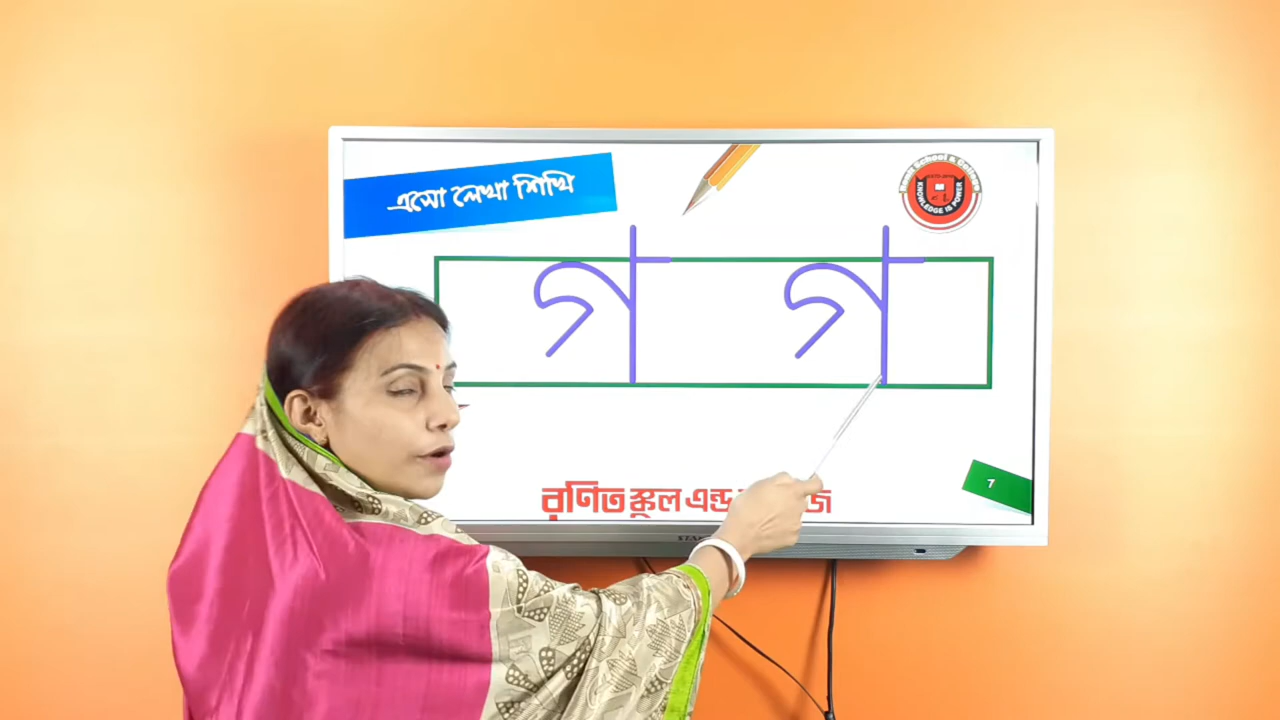 এসো লেখা শিখি
KNOWLEDGE IS POWER
গ গ
7
রণিত স্কুল এন্ড